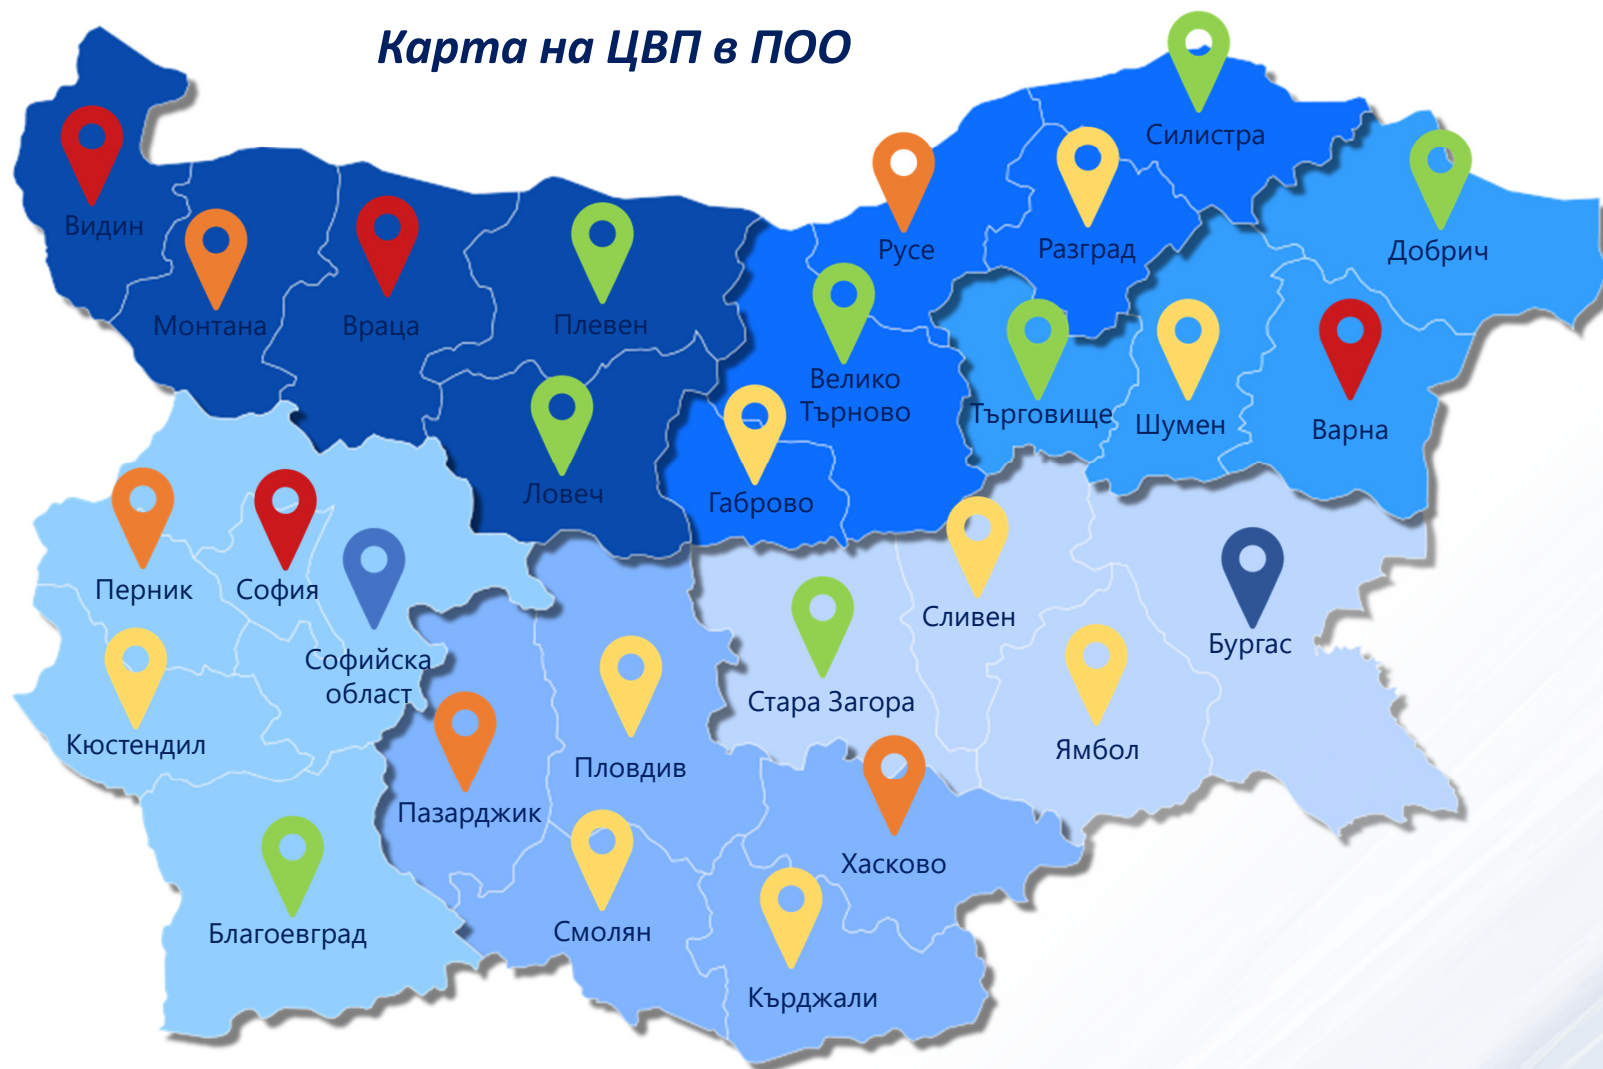 Карта на ЦВП в ПОО
Силистра
Видин
Русе
Разград
Добрич
Монтана
Враца
Плевен
Велико
Търново
Търговище
Шумен
Варна
Ловеч
Габрово
Перник
София
Сливен
Бургас
Софийска
област
Стара Загора
Кюстендил
Ямбол
Пловдив
Пазарджик
Хасково
Благоевград
Смолян
Кърджали